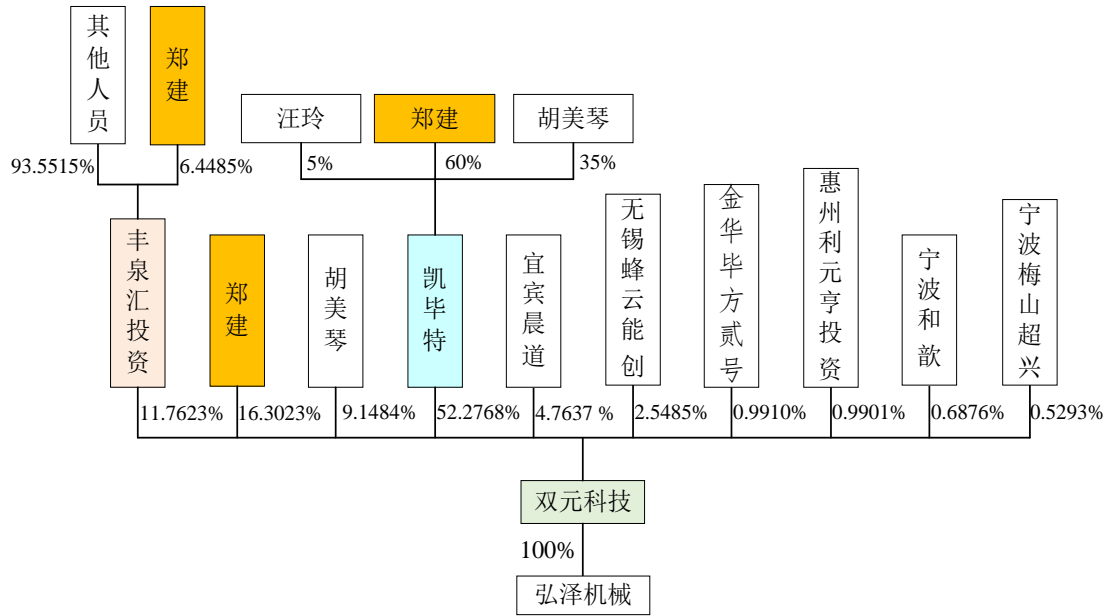 其他人员
郑建
汪玲
郑建
胡美琴
93.5515%
6.4485%
5%
60%
35%
丰泉汇投资
郑建
胡美琴
凯毕特
宜宾晨道
无锡蜂云能创
金华毕方贰号
惠州利元亨投资
宁波和歆
宁波梅山超兴
11.7623%
16.3023%
9.1484%
52.2768%
4.7637 %
2.5485%
0.9910%
0.9901%
0.6876%
0.5293%
双元科技
100%
弘泽机械